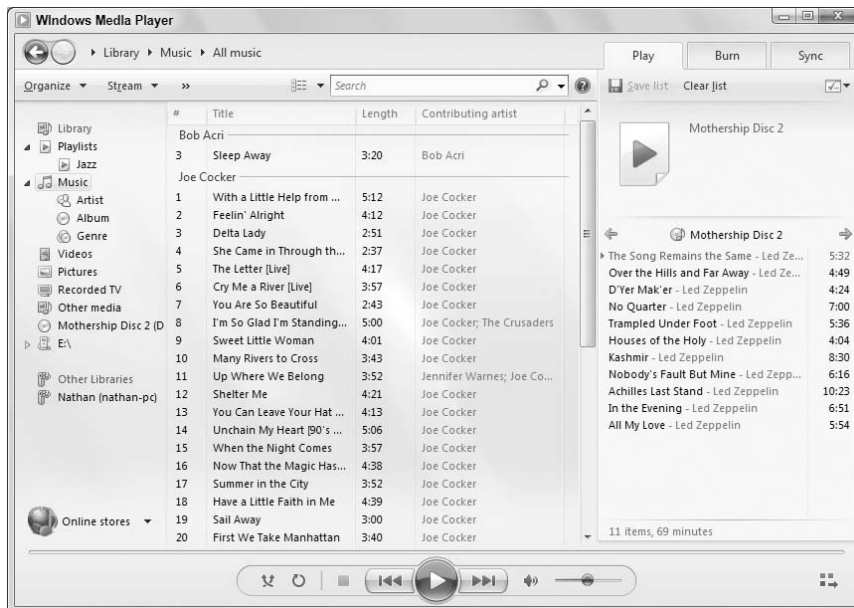 Windows Media Player
Library Music All music
Play Burn Sync
Organize Stream » Search Save list Clear list
# Title Length Contributing artist
Mothership Disc 2
Bob Acri
3 Sleep Away 3:20 Bob Acri
Joe Cocker
1 With a Little Help from ... 5:12 Joe Cocker
2 Feelin' Alright 4:12 Joe Cocker
3 Delta Lady 2:51 Joe Cocker
4 She Came in Through th... 2:37 Joe Cocker
5 The Letter [Live] 4:17 Joe Cocker
6 Cry Me a River [Live] 3:57 Joe Cocker
7 You Are So Beautiful 2:43 Joe Cocker
8 I'm So Glad I'm Standing... 5:00 Joe Cocker; The Crusaders
9 Sweet Little Woman 4:01 Joe Cocker
10 Many Rivers to Cross 3:43 Joe Cocker
11 Up Where We Belong 3:52 Jennifer Warnes; Joe Co...
12 Shelter Me 4:21 Joe Cocker
13 You Can Leave Your Hat ... 4:13 Joe Cocker
14 Unchain My Heart [90's ... 5:06 Joe Cocker
15 When the Night Comes 3:57 Joe Cocker
16 Now That the Magic Has... 4:38 Joe Cocker
17 Summer in the City 3:52 Joe Cocker
18 Have a Little Faith in Me 4:39 Joe Cocker
19 Sail Away 3:00 Joe Cocker
20 First We Take Manhattan 3:40 Joe Cocker
Library
Playlists
Jazz
Music
Artist
Album
Genre
Videos
Pictures
Recorded TV
Other media
Mothership Disc 2 (D
E:\
Other Libraries
Nathan (nathan-pc)
Online stores
Mothership Disc 2
The Song Remains the Same - Led Ze... 5:32
Over the Hills and Far Away - Led Ze... 4:49
D'Yer Mak'er - Led Zeppelin 4:24
No Quarter - Led Zeppelin 7:00
Trampled Under Foot - Led Zeppelin 5:36
Houses of the Holy - Led Zeppelin 4:04
Kashmir - Led Zeppelin 8:30
Nobody's Fault But Mine - Led Zepp... 6:16
Achilles Last Stand - Led Zeppelin 10:23
In the Evening - Led Zeppelin 6:51
All My Love - Led Zeppelin 5:54
11 items, 69 minutes